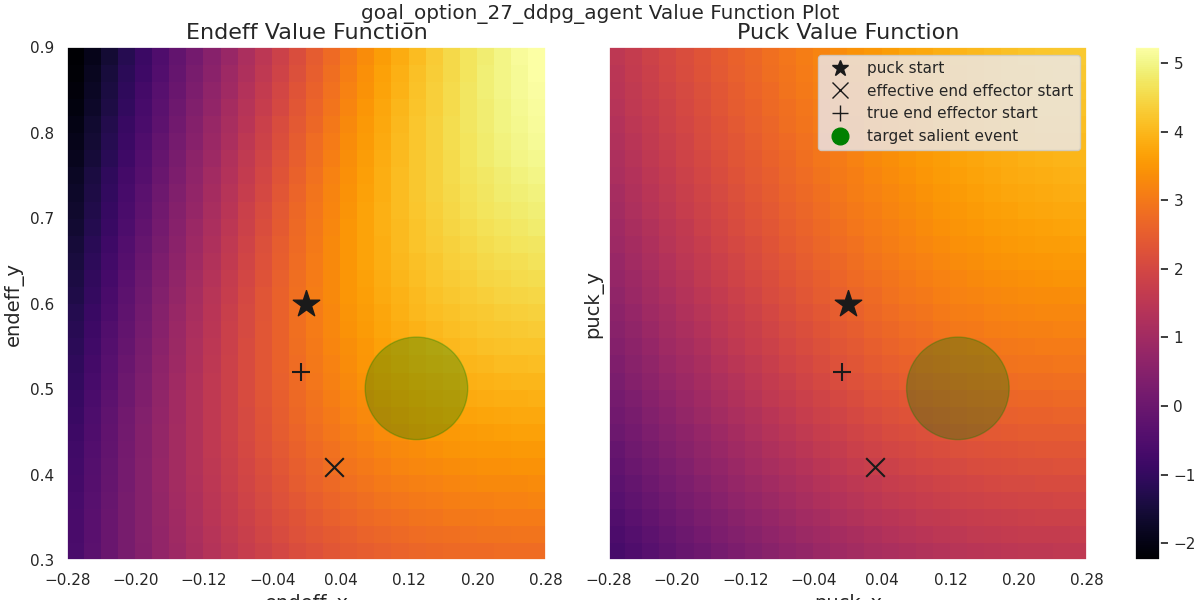 goal_option_27_ddpg_agent Value Function Plot
Endeff Value Function
Puck Value Function
puck start
effective end effector start
true end effector start
target salient event
endeff_y
0.9
0.8
0.7
0.6
0.5
0.4
0.3
−0.28 −0.20 −0.12 −0.04 0.04 0.12 0.20 0.28
endeff_x
puck_y
−0.28 −0.20 −0.12 −0.04 0.04 0.12 0.20 0.28
puck_x
5
4
3
2
1
0
−1
−2